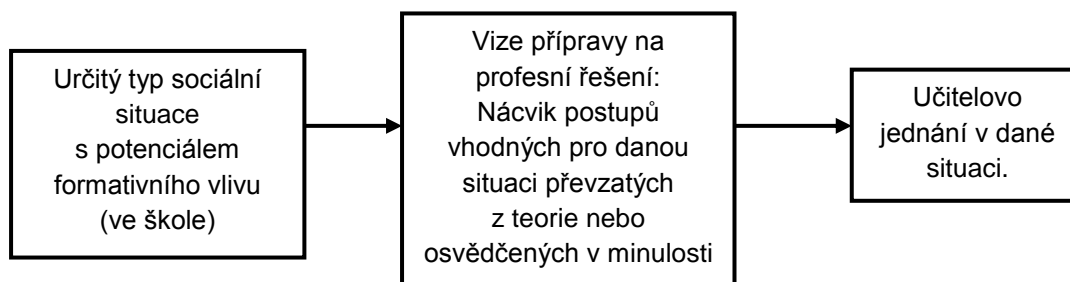 Určitý typ sociální
situace
s potenciálem
formativního vlivu
(ve škole)
Vize přípravy na
profesní řešení:
Nácvik postupů
vhodných pro danou
situaci převzatých
z teorie nebo
osvědčených v minulosti
Učitelovo
jednání v dané
situaci.